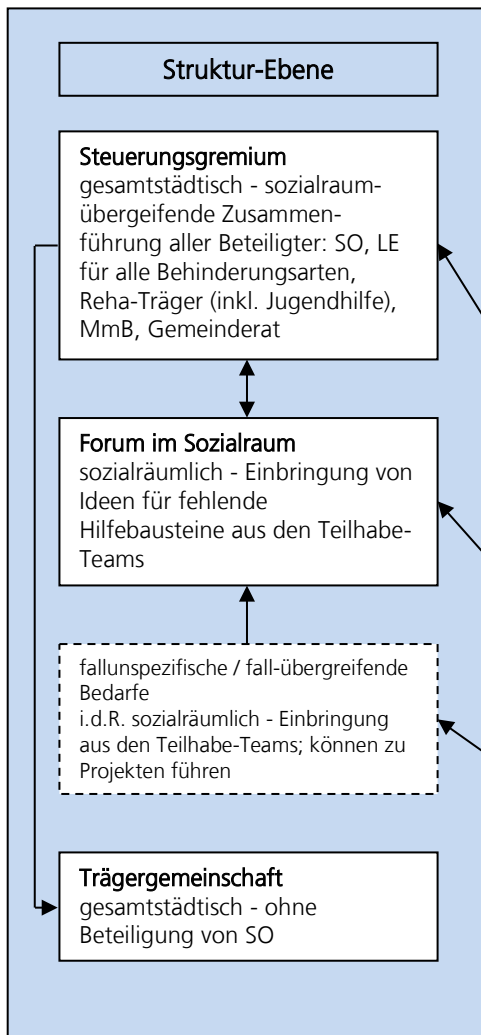 Struktur-Ebene
Steuerungsgremium
gesamtstädtisch - sozialraum-
übergeifende Zusammen-
führung aller Beteiligter: SO, LE
für alle Behinderungsarten,
Reha-Träger (inkl. Jugendhilfe),
MmB, Gemeinderat
Forum im Sozialraum
sozialräumlich - Einbringung von
Ideen für fehlende
Hilfebausteine aus den Teilhabe-
Teams
fallunspezifische / fall-übergreifende
Bedarfe
i.d.R. sozialräumlich - Einbringung
aus den Teilhabe-Teams; können zu
Projekten führen
Trägergemeinschaft
gesamtstädtisch - ohne
Beteiligung von SO